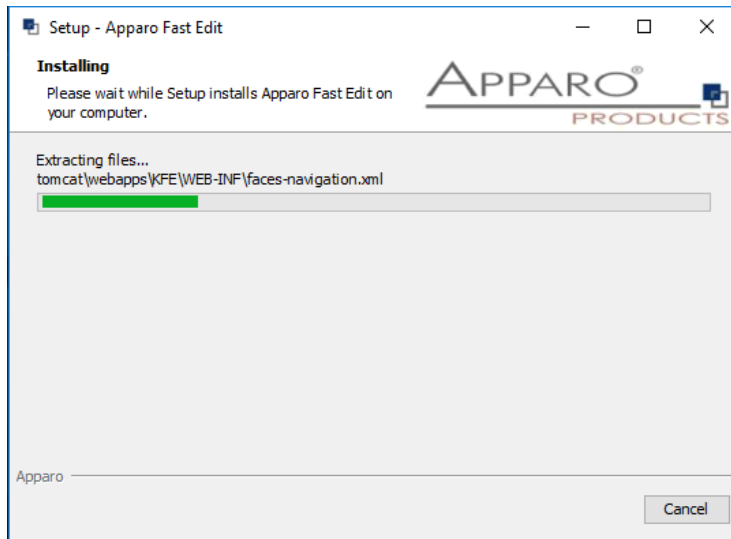 Setup - Apparo Fast Edit
Installing
Please wait while Setup installs Apparo Fast Edit on
your computer.
APPARO®
PRODUCTS
Extracting files...
tomcat\webapps\KFE\WEB-INF\faces-navigation.xml
Apparo
Cancel